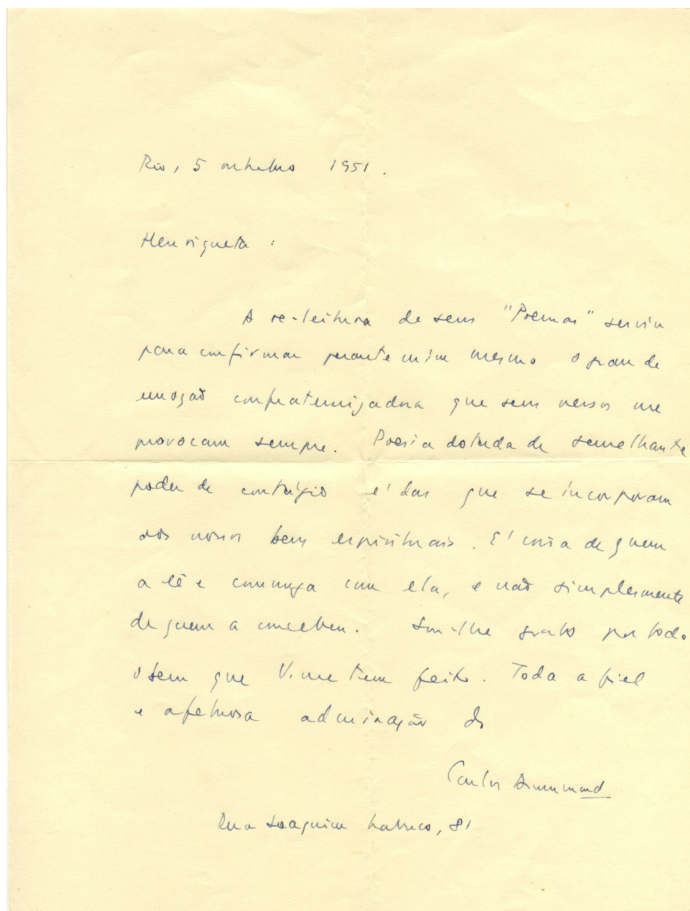 Rio, 5 outubro 1951.
Henriqueta:
A re-leitura de seus "Poemas" serviu
para confirmar perante mim mesmo o grau de
emoção confraternizadora que seus versos me
provocam sempre. Poesia dotada de semelhante
poder de contágio é das que se incorporam
aos nossos bens espirituais. É coisa de quem
a lê e comunga com ela, e não simplesmente
de quem a concebeu. Sou-lhe grato por todo
o bem que V. me tem feito. Toda a fiel
e afetuosa admiração do
Carlos Drummond
Rua Joaquim Nabuco, 81